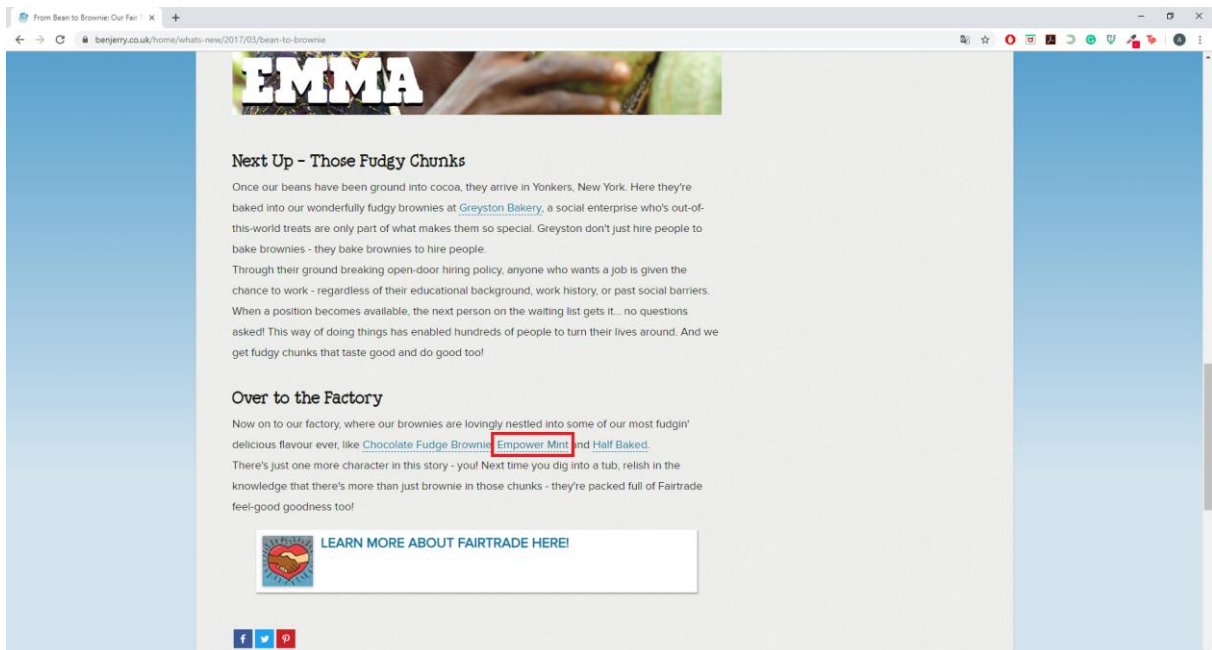 From Bean to Brownie: Our Fair T
benjerry.co.uk/home/whats-new/2017/03/bean-to-brownie
EMMA
Next Up - Those Fudgy Chunks
Once our beans have been ground into cocoa, they arrive in Yonkers, New York. Here they're
baked into our wonderfully fudgy brownies at Greyston Bakery, a social enterprise who's out-of-
this-world treats are only part of what makes them so special. Greyston don't just hire people to
bake brownies - they bake brownies to hire people.
Through their ground breaking open-door hiring policy, anyone who wants a job is given the
chance to work - regardless of their educational background, work history, or past social barriers.
When a position becomes available, the next person on the waiting list gets it... no questions
asked! This way of doing things has enabled hundreds of people to turn their lives around. And we
get fudgy chunks that taste good and do good too!
Over to the Factory
Now on to our factory, where our brownies are lovingly nestled into some of our most fudgin'
delicious flavour ever, like Chocolate Fudge Brownie Empower Mint and Half Baked.
There's just one more character in this story - you! Next time you dig into a tub, relish in the
knowledge that there's more than just brownie in those chunks - they're packed full of Fairtrade
feel-good goodness too!
LEARN MORE ABOUT FAIRTRADE HERE!